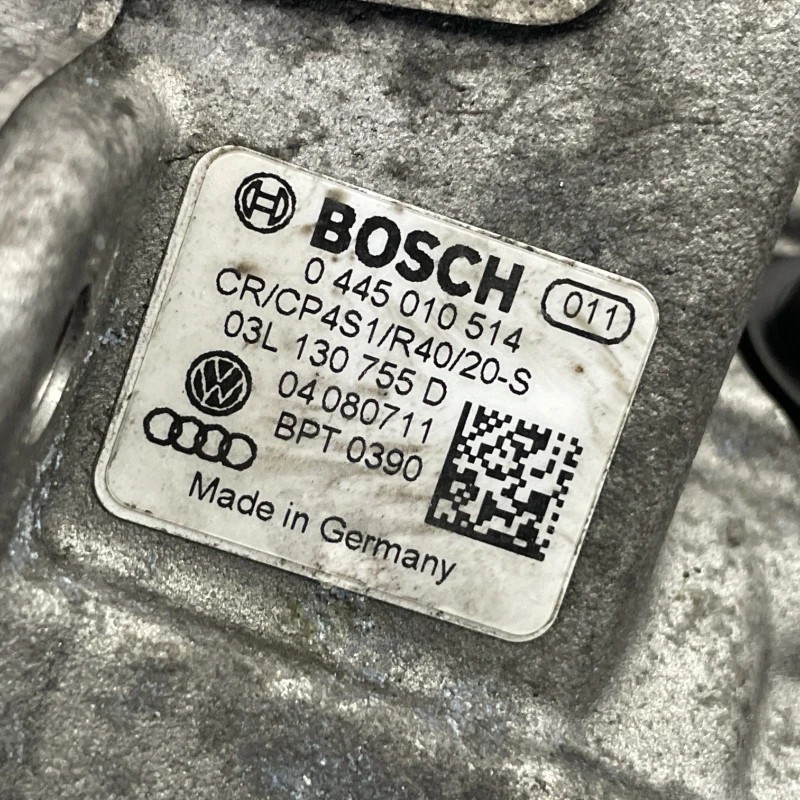 BOSCH
0 445 010 514
011
CR/CP4S1/R40/20-S
03L 130 755 D
04 080711
BPT 0390
Made in Germany